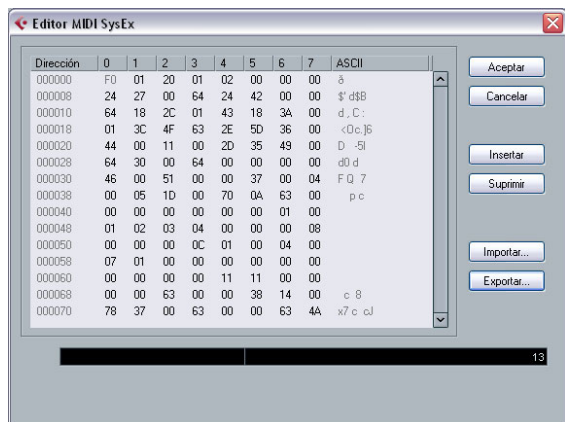 Editor MIDI SysEx
Dirección 0 1 2 3 4 5 6 7 ASCII
000000 F0 01 20 01 02 00 00 00 ð
000008 24 27 00 64 24 42 00 00 $' d$B
000010 64 18 2C 01 43 18 3A 00 d , C :
000018 01 3C 4F 63 2E 5D 36 00 <Oc.]6
000020 44 00 11 00 2D 35 49 00 D -5I
000028 64 30 00 64 00 00 00 00 d0 d
000030 46 00 51 00 00 37 00 04 F Q 7
000038 00 05 1D 00 70 0A 63 00 p c
000040 00 00 00 00 00 00 01 00
000048 01 02 03 04 00 00 00 08
000050 00 00 00 0C 01 00 04 00
000058 07 01 00 00 00 00 00 00
000060 00 00 00 00 11 11 00 00
000068 00 00 63 00 00 38 14 00 c 8
000070 78 37 00 63 00 00 63 4A x7 c cJ
Aceptar
Cancelar
Insertar
Suprimir
Importar...
Exportar...
13